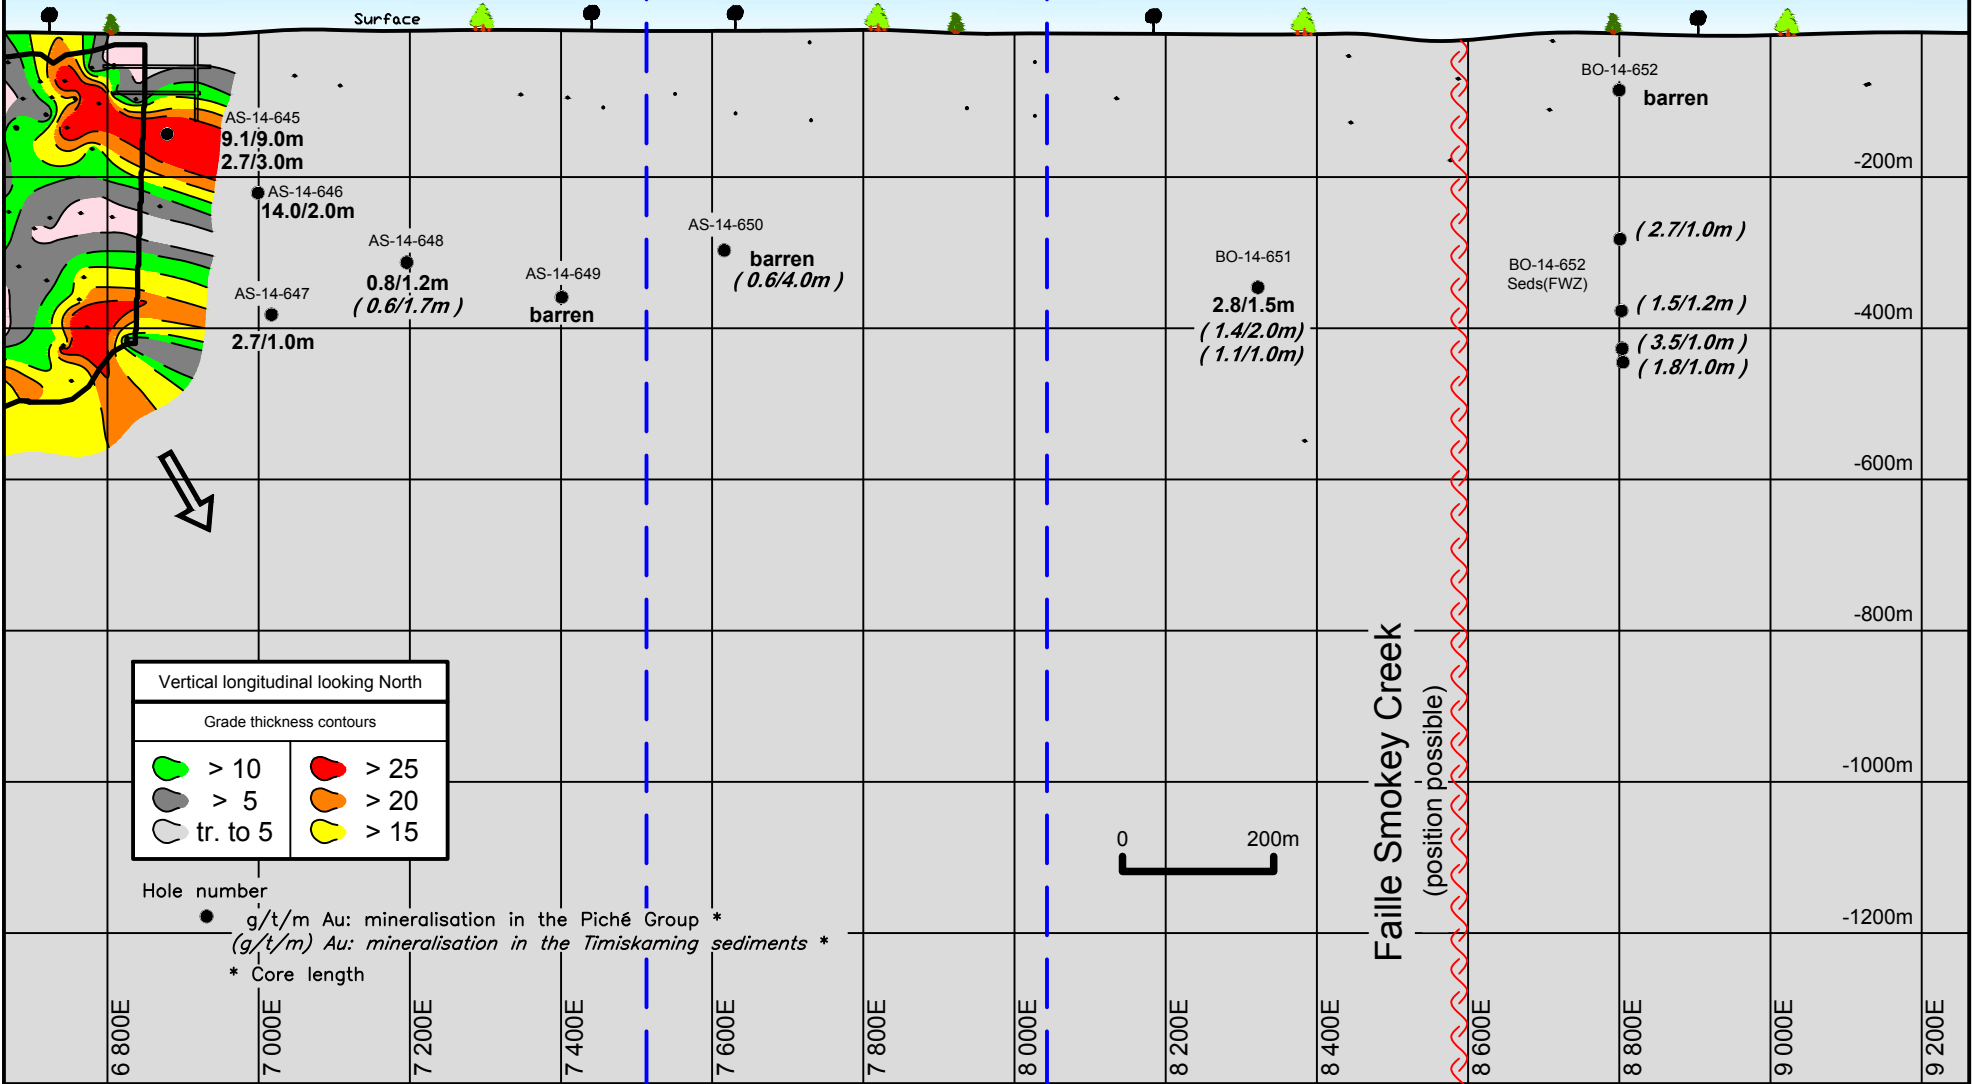 Surface
BO-14-652
barren
AS-14-645
9.1/9.0m
2.7/3.0m
-200m
AS-14-646
14.0/2.0m
AS-14-650
barren
( 0.6/4.0m )
( 2.7/1.0m )
AS-14-648
0.8/1.2m
( 0.6/1.7m )
AS-14-649
barren
BO-14-651
2.8/1.5m
( 1.4/2.0m)
( 1.1/1.0m)
BO-14-652
Seds(FWZ)
AS-14-647
2.7/1.0m
( 1.5/1.2m )
-400m
( 3.5/1.0m )
( 1.8/1.0m )
-600m
-800m
Vertical longitudinal looking North
Grade thickness contours
> 10
> 25
> 5
> 20
tr. to 5
> 15
Faille Smokey Creek
(position possible)
-1000m
0 200m
Hole number
g/t/m Au: mineralisation in the Piché Group *
(g/t/m) Au: mineralisation in the Timiskaming sediments *
* Core length
-1200m
6 800E
7 000E
7 200E
7 400E
7 600E
7 800E
8 000E
8 200E
8 400E
8 600E
8 800E
9 000E
9 200E